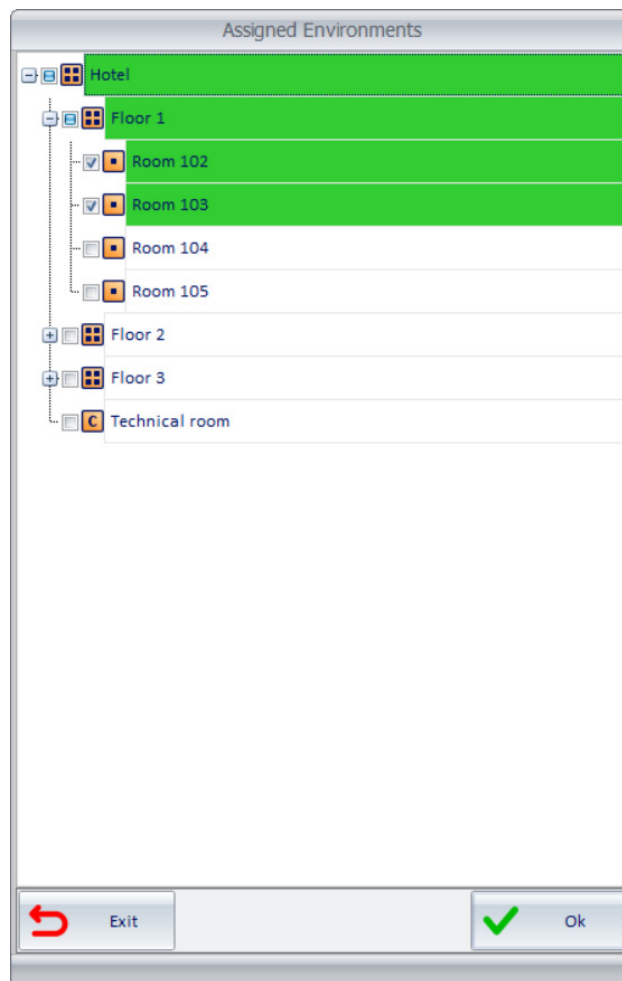 Assigned Environments
Hotel
Floor 1
Room 102
Room 103
Room 104
Room 105
Floor 2
Floor 3
C Technical room
Exit
Ok